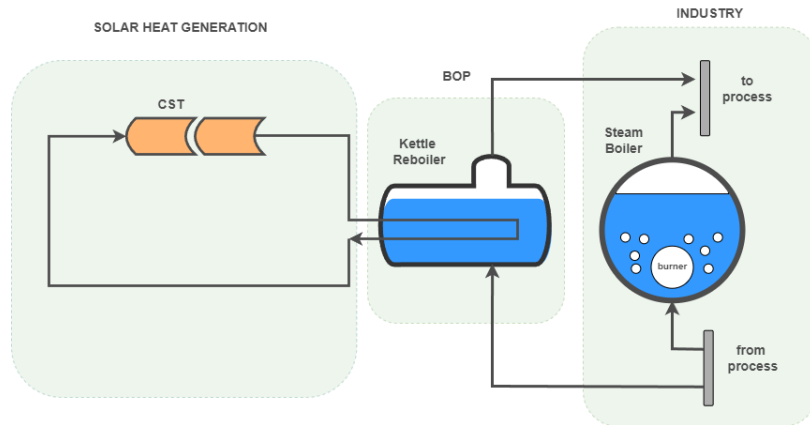 SOLAR HEAT GENERATION
INDUSTRY
BOP
CST
Kettle
Reboiler
Steam
Boiler
to
process
burner
from
process